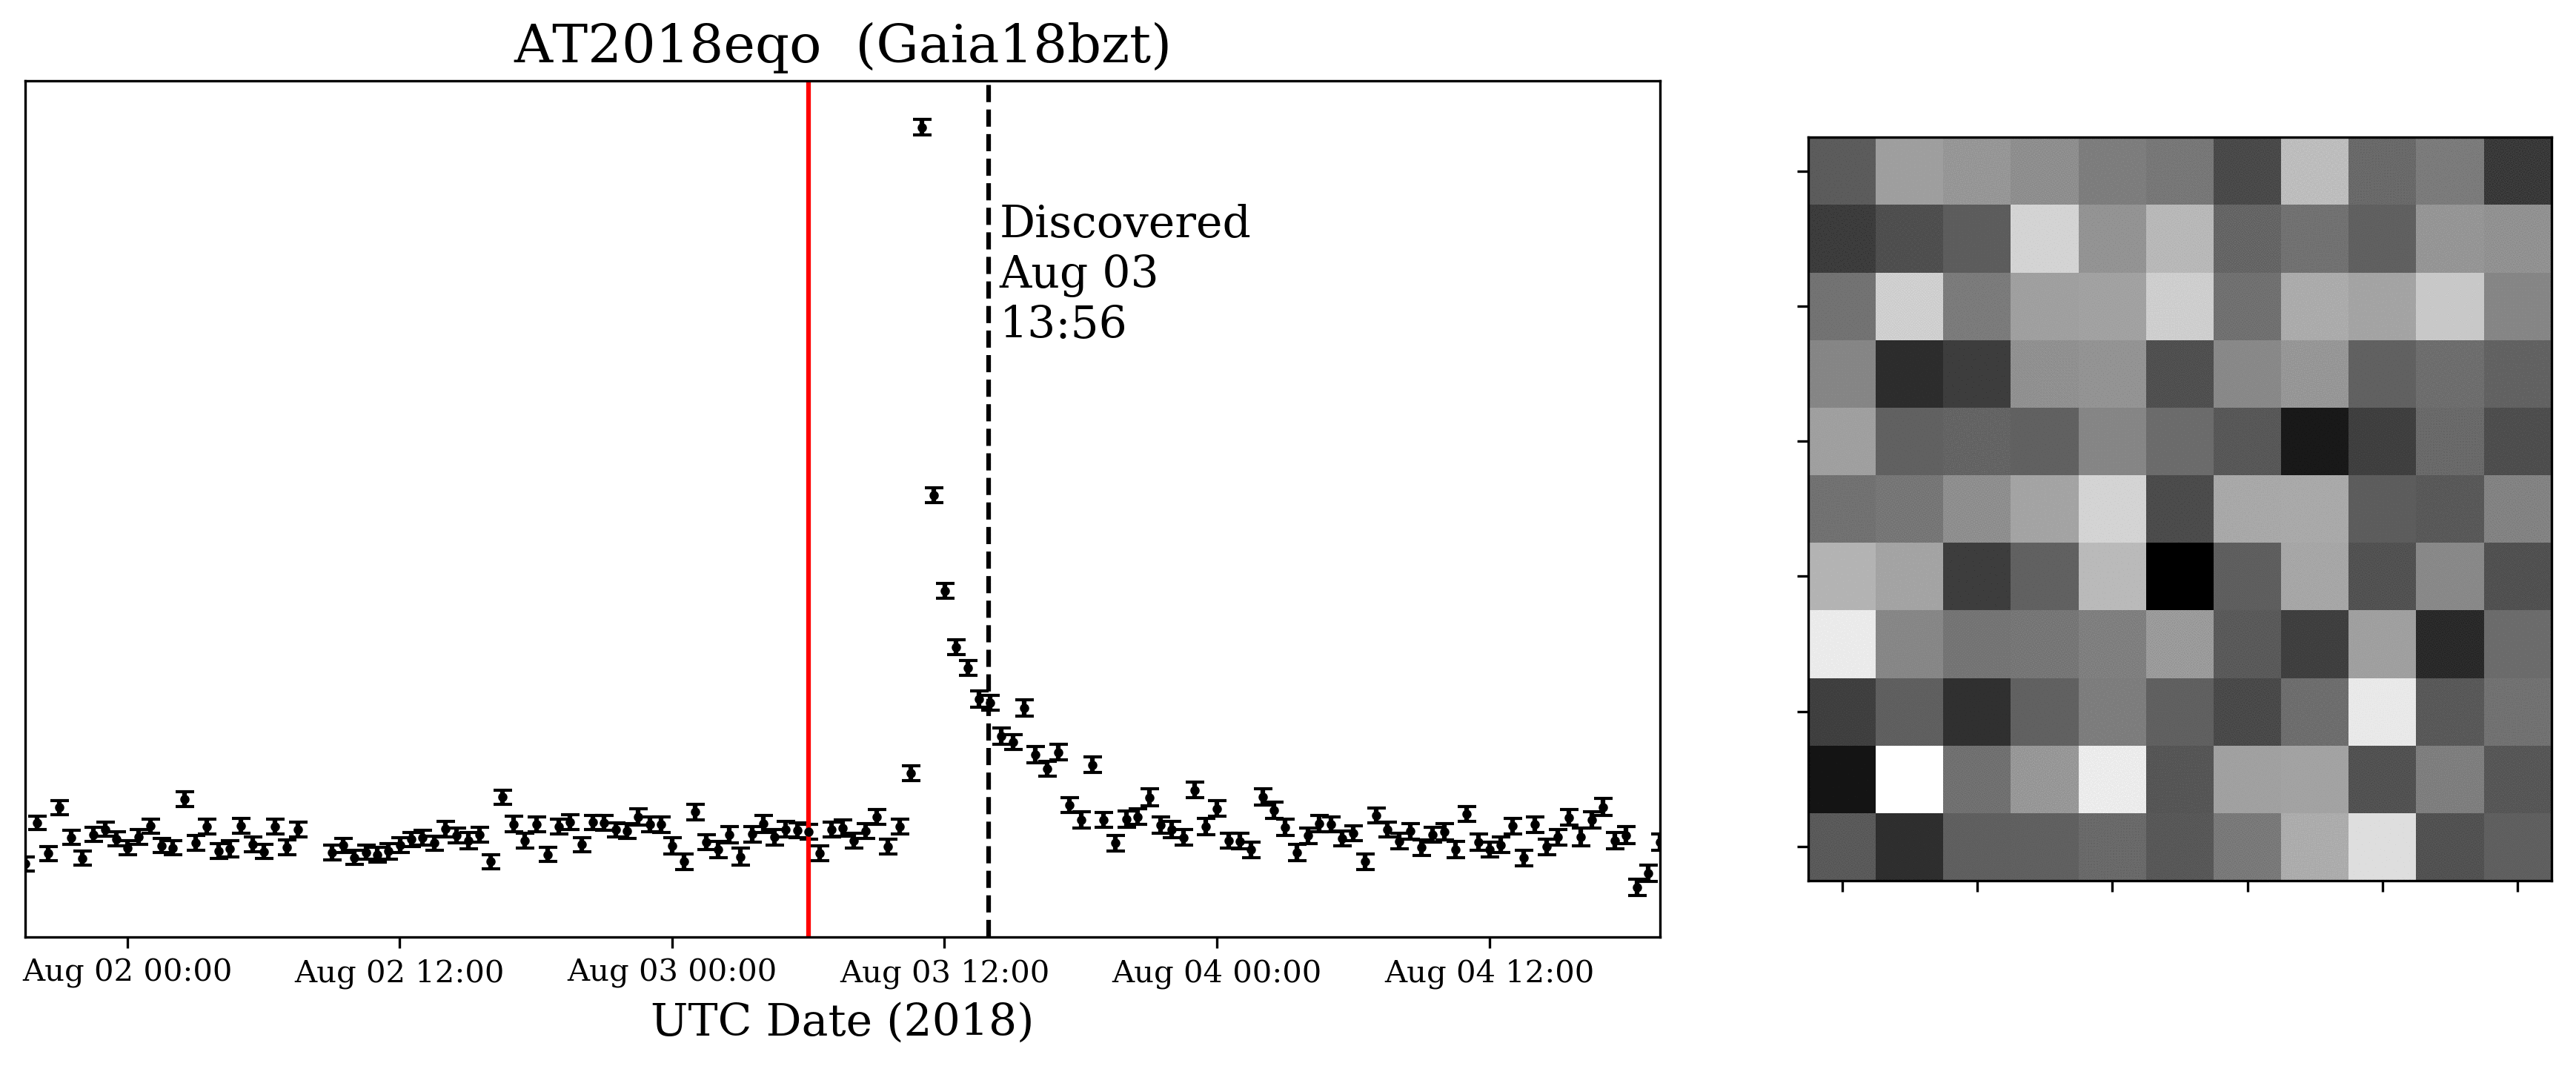 AT2018eqo (Gaia18bzt)
Discovered
Aug 03
13:56
Aug 02 00:00
Aug 02 12:00
Aug 03 00:00
Aug 03 12:00
Aug 04 00:00
Aug 04 12:00
UTC Date (2018)